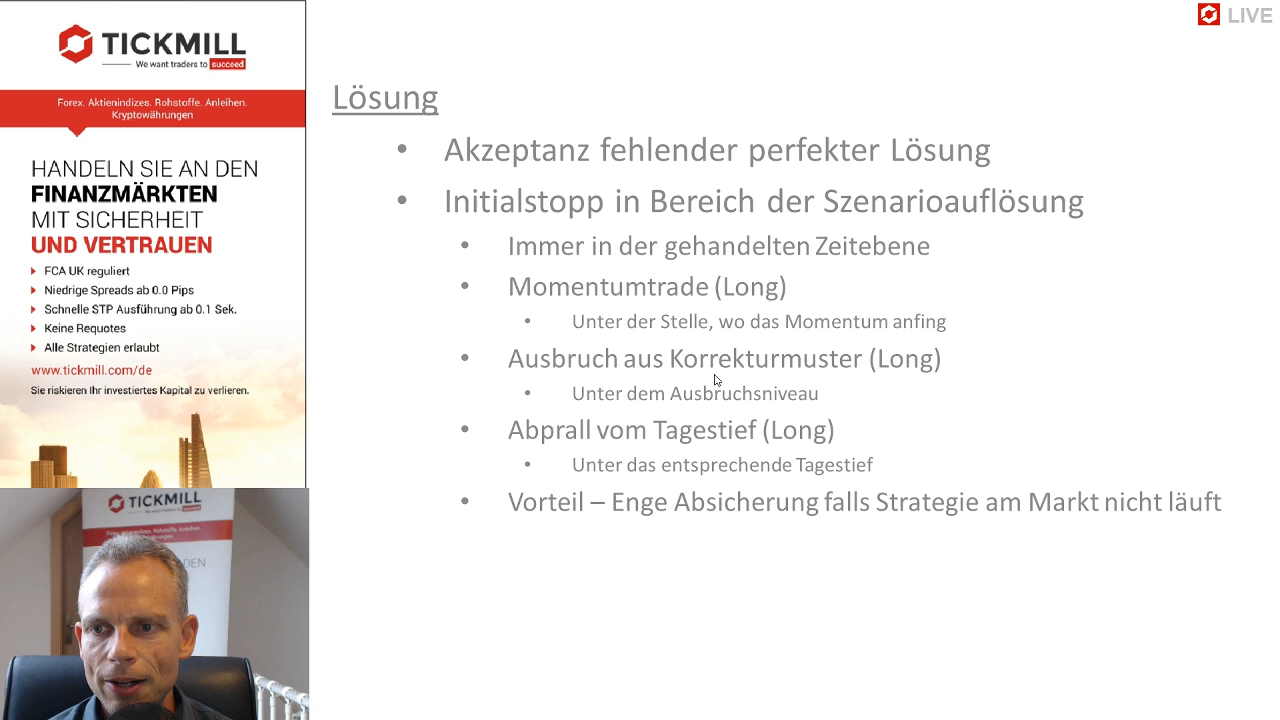 TICKMILL
We want traders to succeed
Forex. Aktienindizes. Rohstoffe. Anleihen.
Kryptowährungen
HANDELN SIE AN DEN
FINANZMÄRKTEN
MIT SICHERHEIT
UND VERTRAUEN
FCA UK reguliert
Niedrige Spreads ab 0.0 Pips
Schnelle STP Ausführung ab 0.1 Sek.
Keine Requotes
Alle Strategien erlaubt
www.tickmill.com/de
Sie riskieren Ihr investiertes Kapital zu verlieren.
LIVE
Lösung
• Akzeptanz fehlender perfekter Lösung
• Initialstopp in Bereich der Szenarioauflösung
• Immer in der gehandelten Zeitebene
• Momentumtrade (Long)
• Unter der Stelle, wo das Momentum anfing
• Ausbruch aus Korrekturmuster (Long)
• Unter dem Ausbruchsniveau
• Abprall vom Tagestief (Long)
• Unter das entsprechende Tagestief
• Vorteil – Enge Absicherung falls Strategie am Markt nicht läuft
TICKMILL